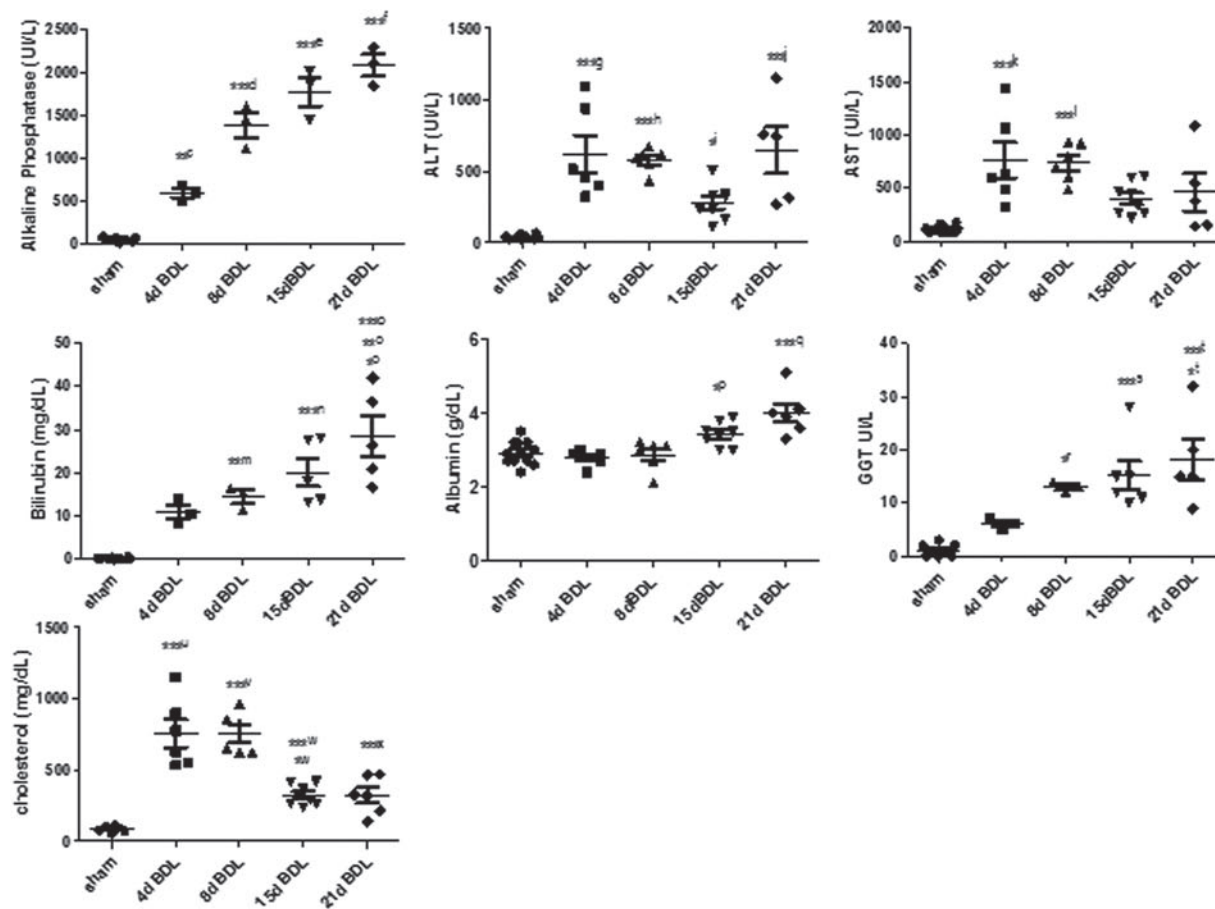 Alkaline Phosphatase (UI/L)
2500
2000
1500
1000
500
0
***f
***e
***d
**c
sham
4d BDL
8d BDL
15dBDL
21d BDL
ALT (UI/L)
1500
1000
500
0
***g
***h
*i
***j
sham
4d BDL
8d BDL
15dBDL
21d BDL
AST (UI/L)
2000
1500
1000
500
0
***k
***l
sham
4d BDL
8d BDL
15dBDL
21d BDL
Bilirubin (mg/dL)
50
40
30
20
10
0
***o
**o
*o
***n
**m
sham
4d BDL
8d BDL
15dBDL
21d BDL
Albumin (g/dL)
6
4
2
0
*p
***q
sham
4d BDL
8dBDL
15dBDL
21d BDL
GGT UI/L
40
30
20
10
0
***t
*t
***s
*r
sham
4d BDL
8d BDL
15dBDL
21d BDL
cholesterol (mg/dL)
1500
1000
500
0
***u
***v
***w
*w
***x
sham
4d BDL
8d BDL
15dBDL
21d BDL